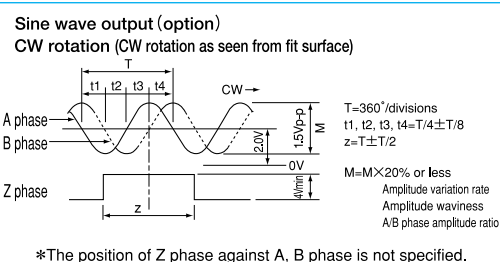 Sine wave output (option)
CW rotation (CW rotation as seen from fit surface)
T
t1 t2 t3 t4
CW
A phase
B phase
2.0V
1.5Vp-p
M
0V
Z phase
4Vmin
z
T=360°/divisions
t1, t2, t3, t4=T/4±T/8
z=T±T/2
M=M×20% or less
Amplitude variation rate
Amplitude waviness
A/B phase amplitude ratio
*The position of Z phase against A, B phase is not specified.